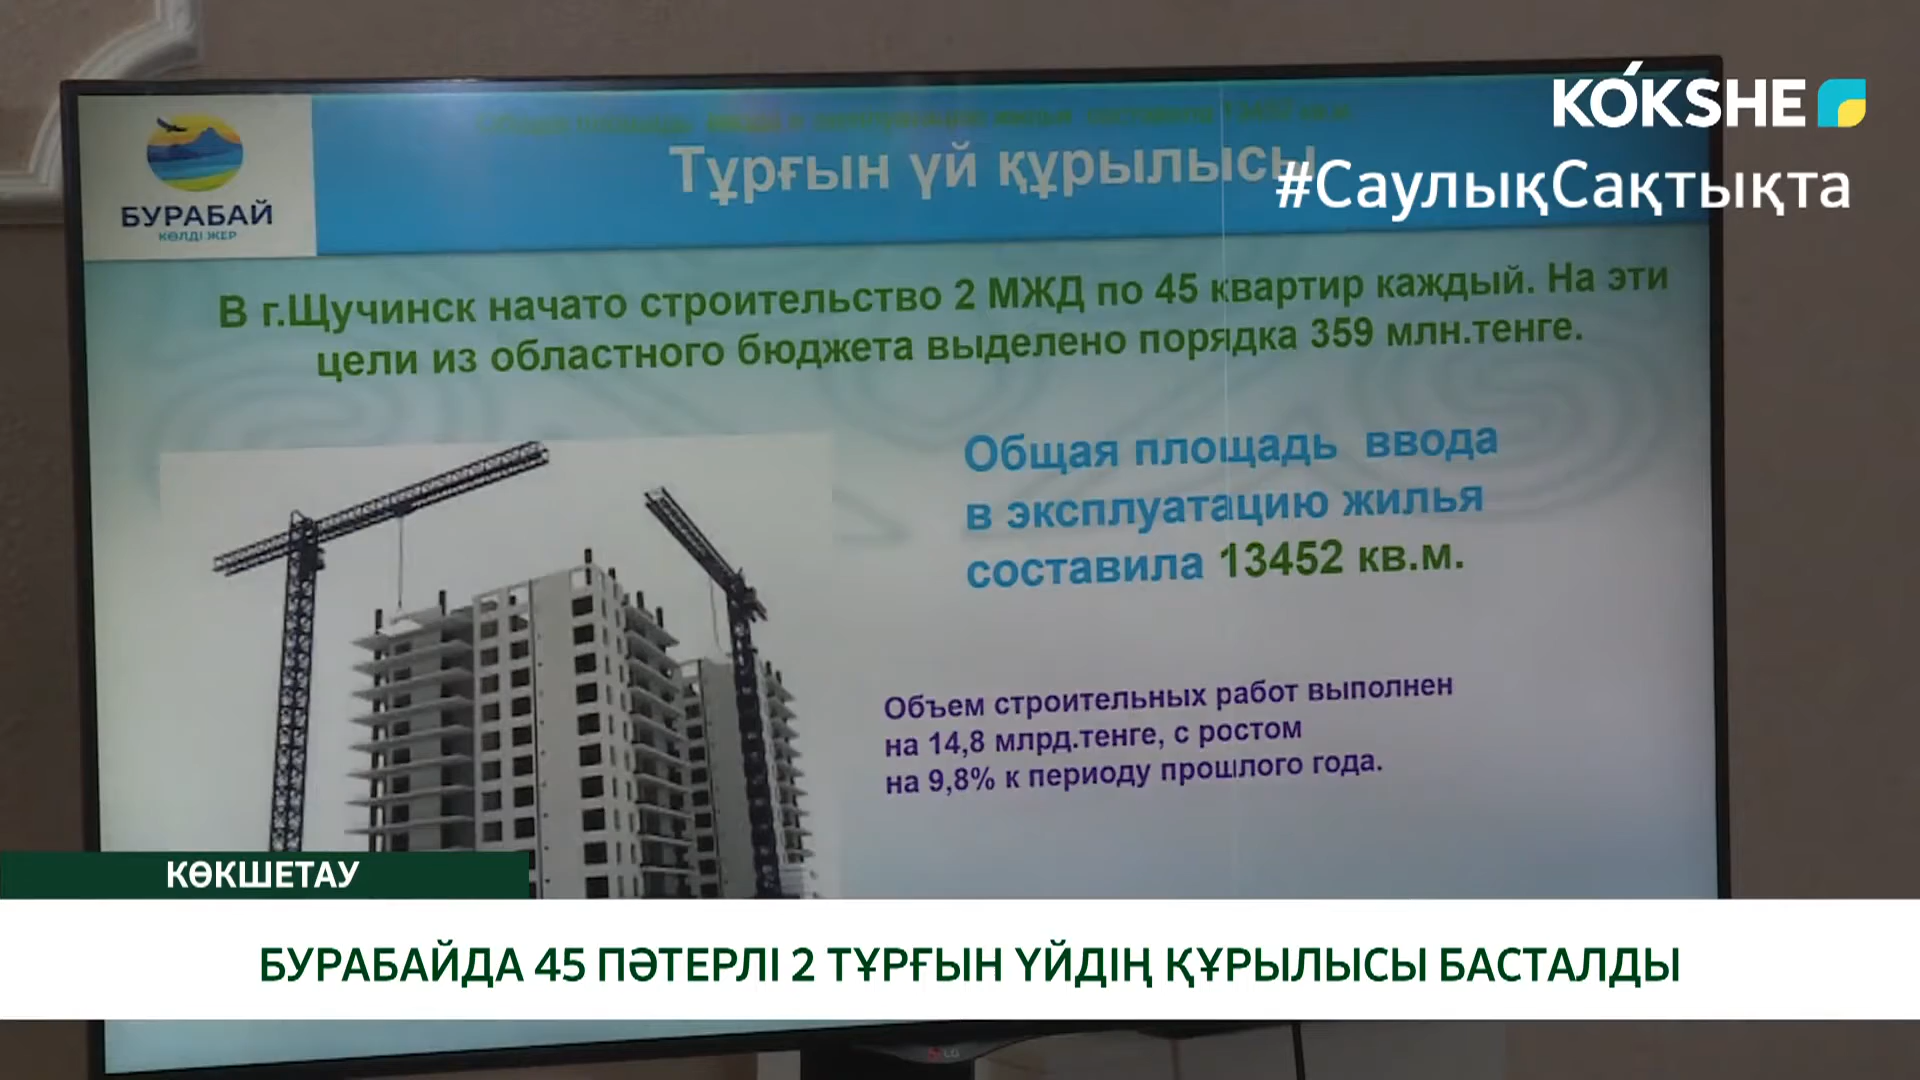 KÓKSHE
#СаулықСақтықта
БУРАБАЙ
КӨЛДІ ЖЕР
Тұрғын үй құрылысы
В г.Щучинск начато строительство 2 МЖД по 45 квартир каждый. На эти
цели из областного бюджета выделено порядка 359 млн.тенге.
Общая площадь ввода
в эксплуатацию жилья
составила 13452 кв.м.
Объем строительных работ выполнен
на 14,8 млрд.тенге, с ростом
на 9,8% к периоду прошлого года.
КӨКШЕТАУ
БУРАБАЙДА 45 ПӘТЕРЛІ 2 ТҰРҒЫН ҮЙДІҢ ҚҰРЫЛЫСЫ БАСТАЛДЫ
LG